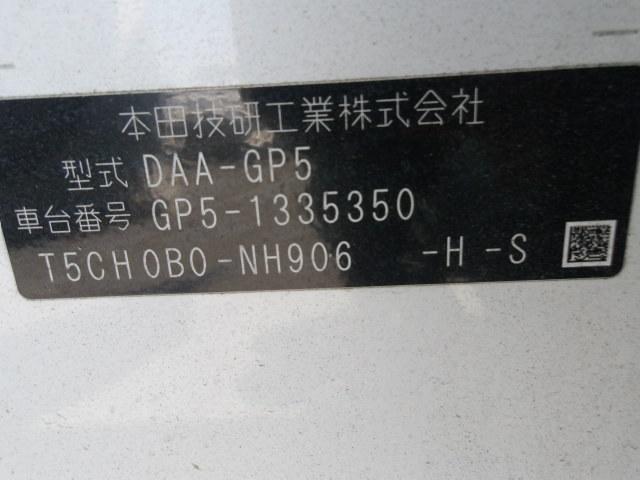 本田技研工業株式会社
型式 DAA-GP5
車台番号 GP5-1335350
T5CH0B0-NH906 -H -S